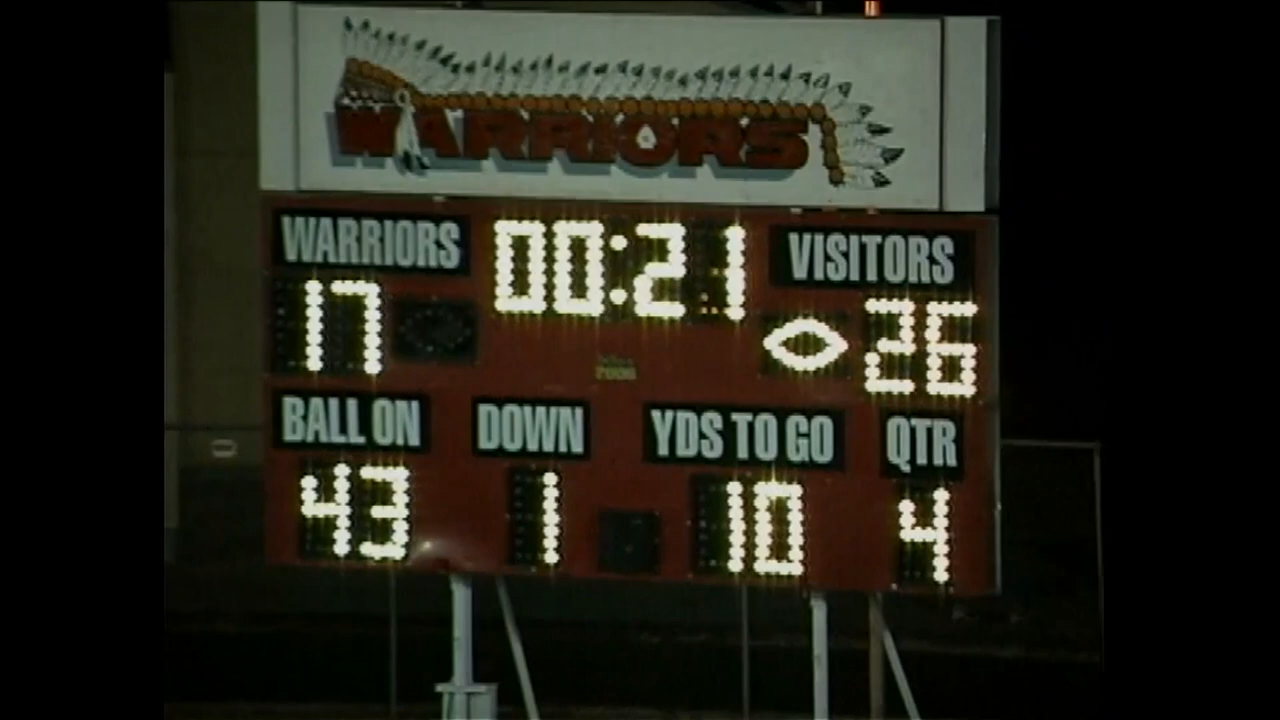 WARRIORS
WARRIORS 00:21 VISITORS
17 26
BALL ON DOWN YDS TO GO QTR
43 1 10 4